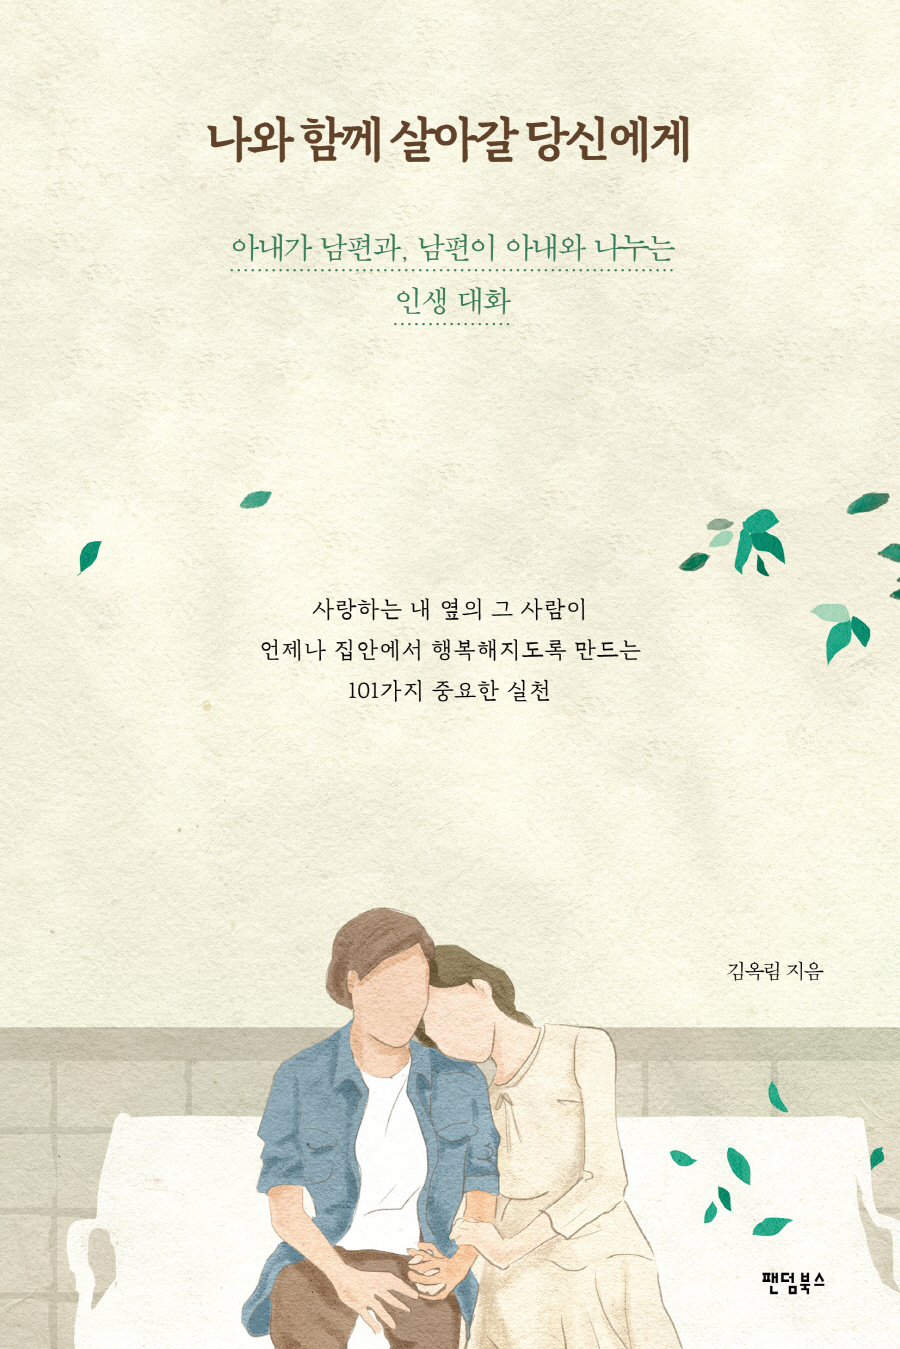 나와 함께 살아갈 당신에게
아내가 남편과, 남편이 아내와 나누는
인생 대화
사랑하는 내 옆의 그 사람이
언제나 집안에서 행복해지도록 만드는
101가지 중요한 실천
김옥림 지음
팬덤북스